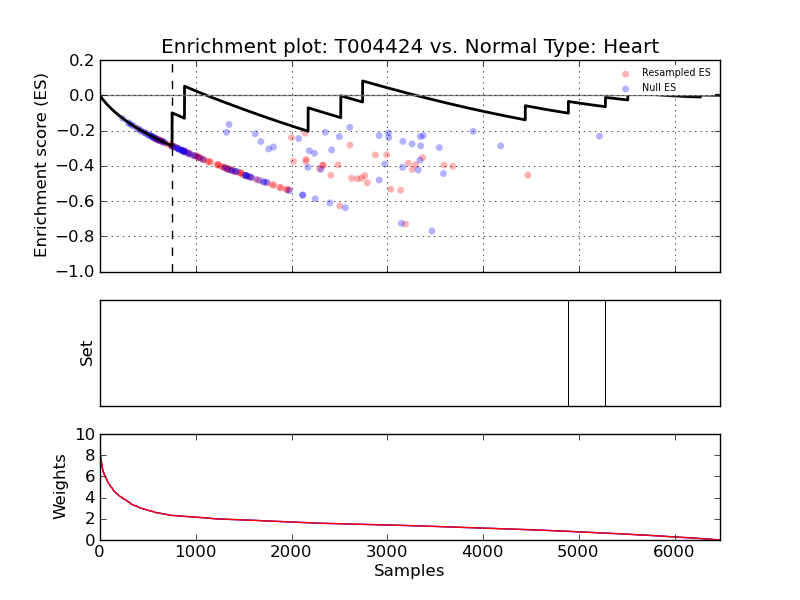 Enrichment plot: T004424 vs. Normal Type: Heart
Enrichment score (ES)
0.2
0.0
−0.2
−0.4
−0.6
−0.8
−1.0
Resampled ES
Null ES
Set
Weights
10
8
6
4
2
0
0 1000 2000 3000 4000 5000 6000
Samples